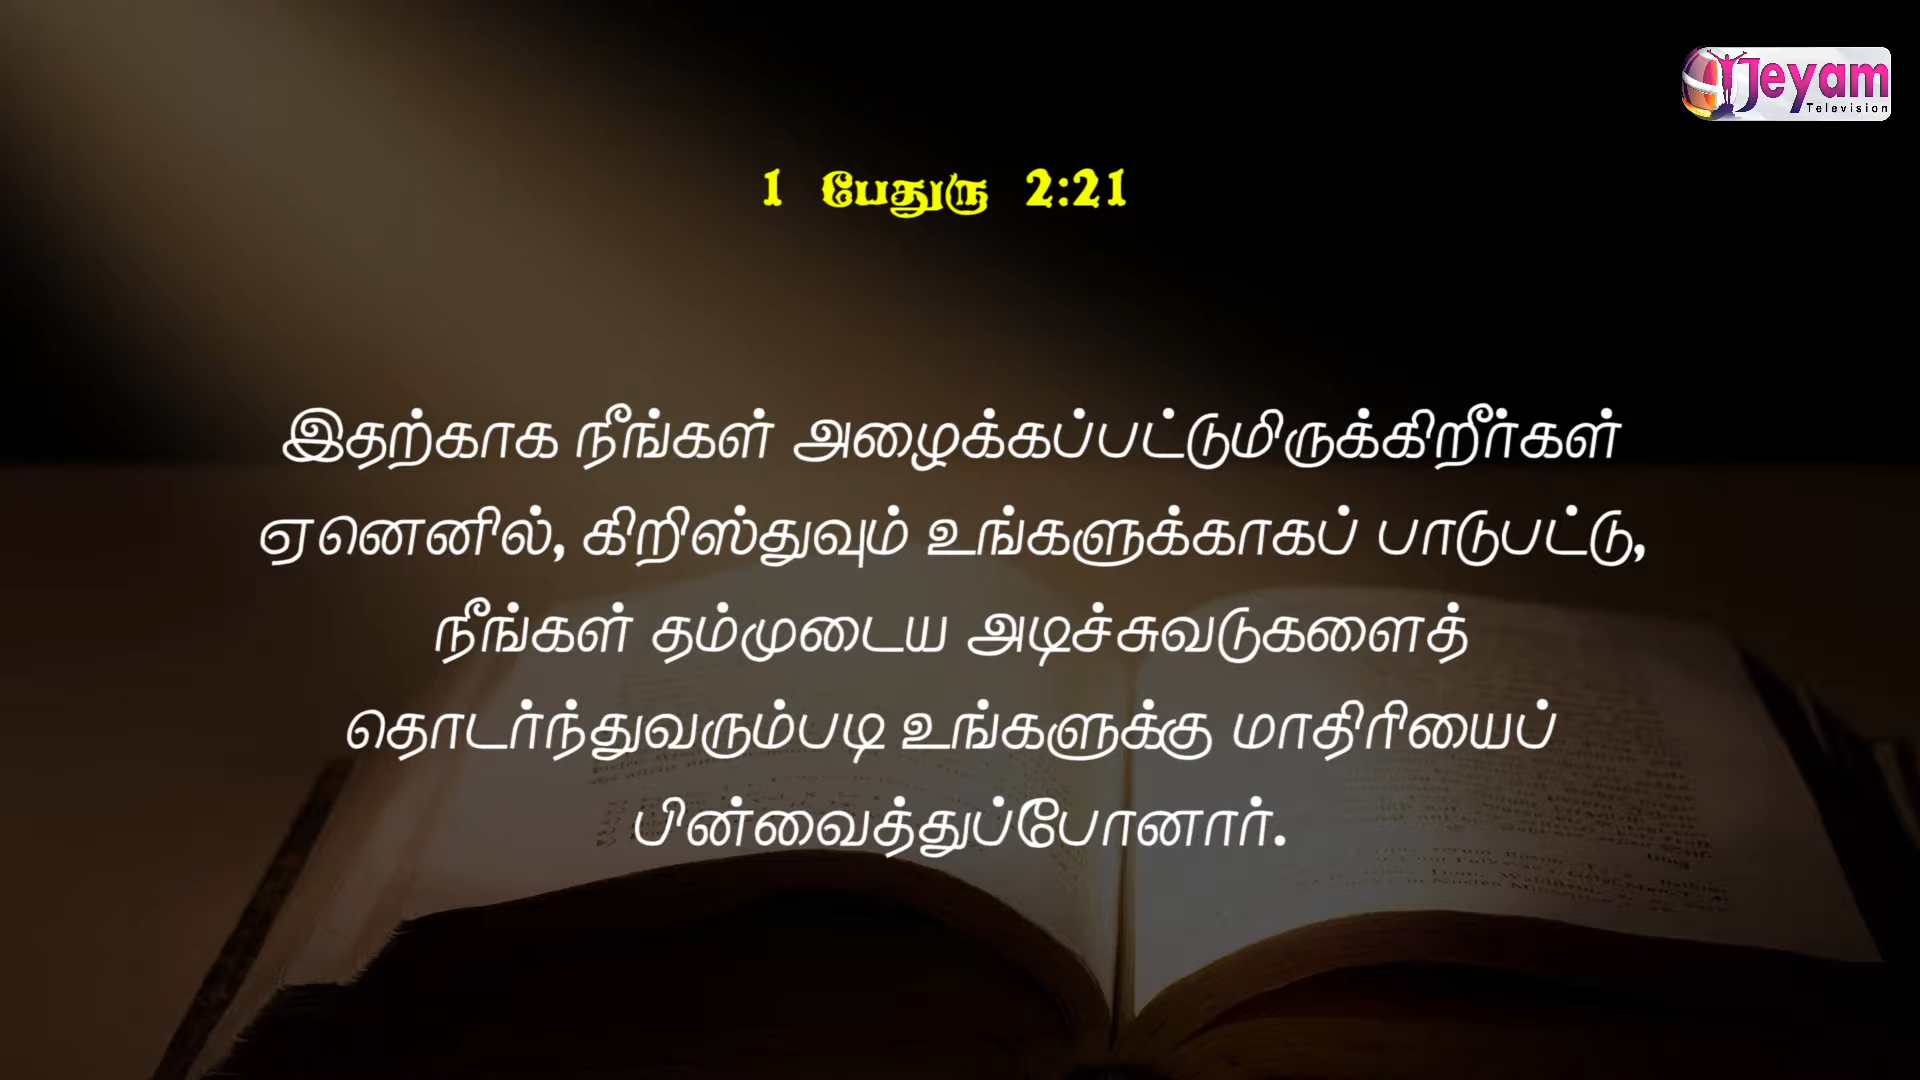 Jeyam
Television
1 பேதுரு 2:21
இதற்காக நீங்கள் அழைக்கப்பட்டுமிருக்கிறீர்கள்
ஏனெனில், கிறிஸ்துவும் உங்களுக்காகப் பாடுபட்டு,
நீங்கள் தம்முடைய அடிச்சுவடுகளைத்
தொடர்ந்துவரும்படி உங்களுக்கு மாதிரியைப்
பின்வைத்துப்போனார்.